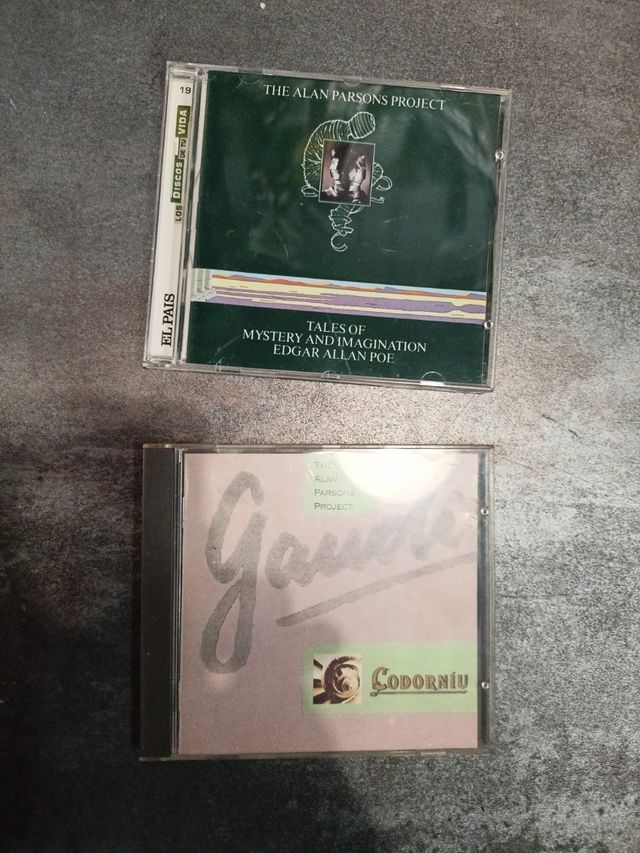 THE ALAN PARSONS PROJECT
19
LOS DISCOS DE TU VIDA
EL PAIS
TALES OF
MYSTERY AND IMAGINATION
EDGAR ALLAN POE
THE
ALAN
PARSONS
PROJECT
gaudi
CODORNÍU